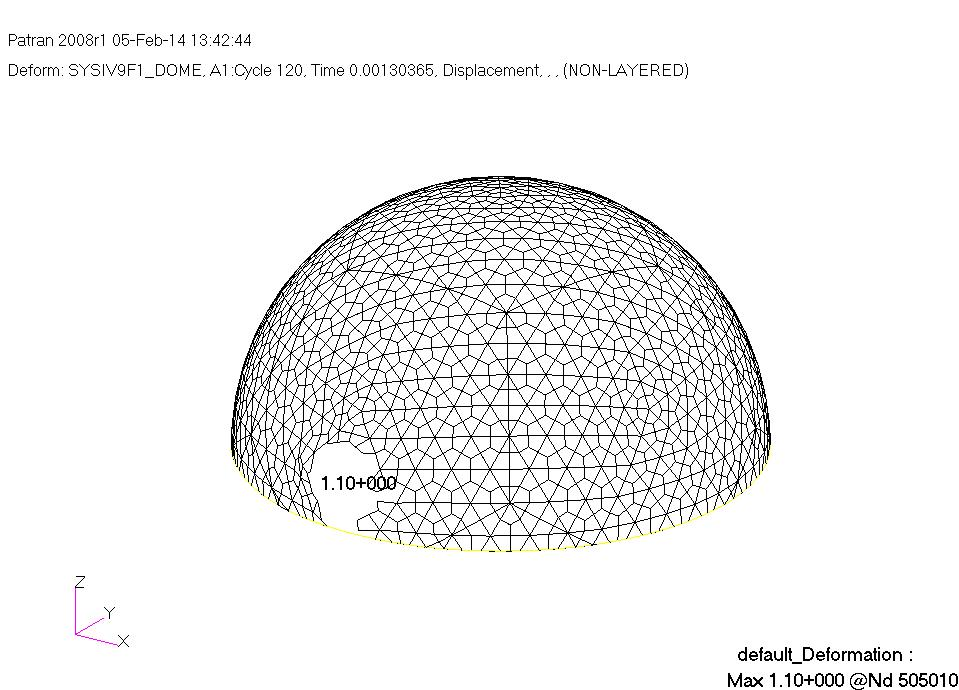 Patran 2008r1 05-Feb-14 13:42:44
Deform: SYSIV9F1_DOME, A1:Cycle 120, Time 0.00130365, Displacement, , , (NON-LAYERED)
1.10+000
Z
Y
X
default_Deformation :
Max 1.10+000 @Nd 505010